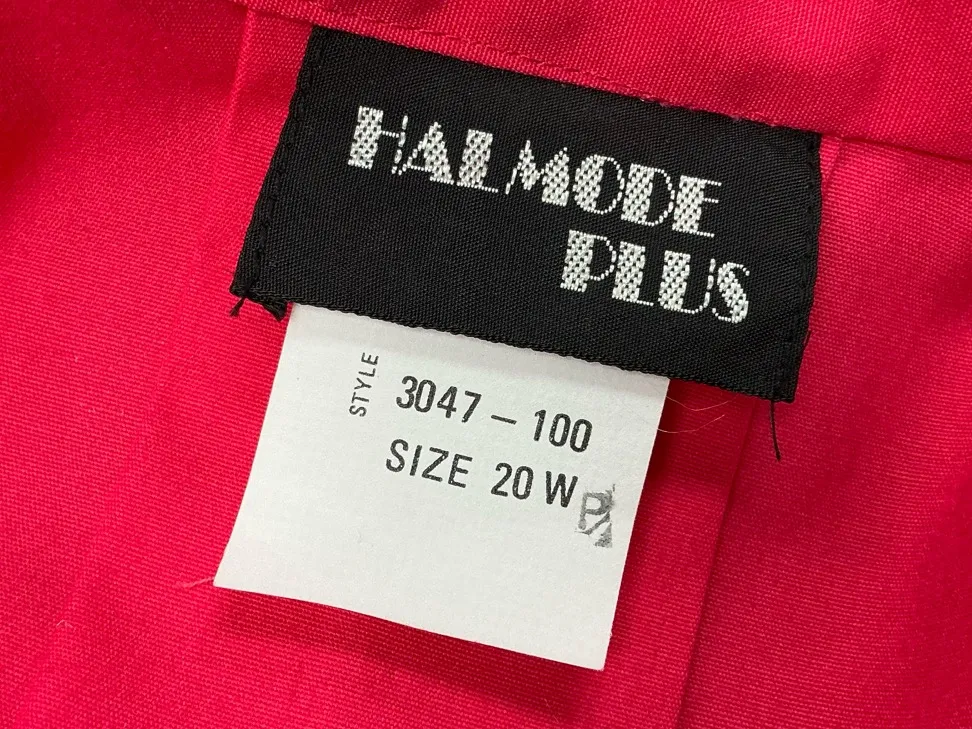 HALMODE
PLUS
STYLE 3047-100
SIZE 20 W